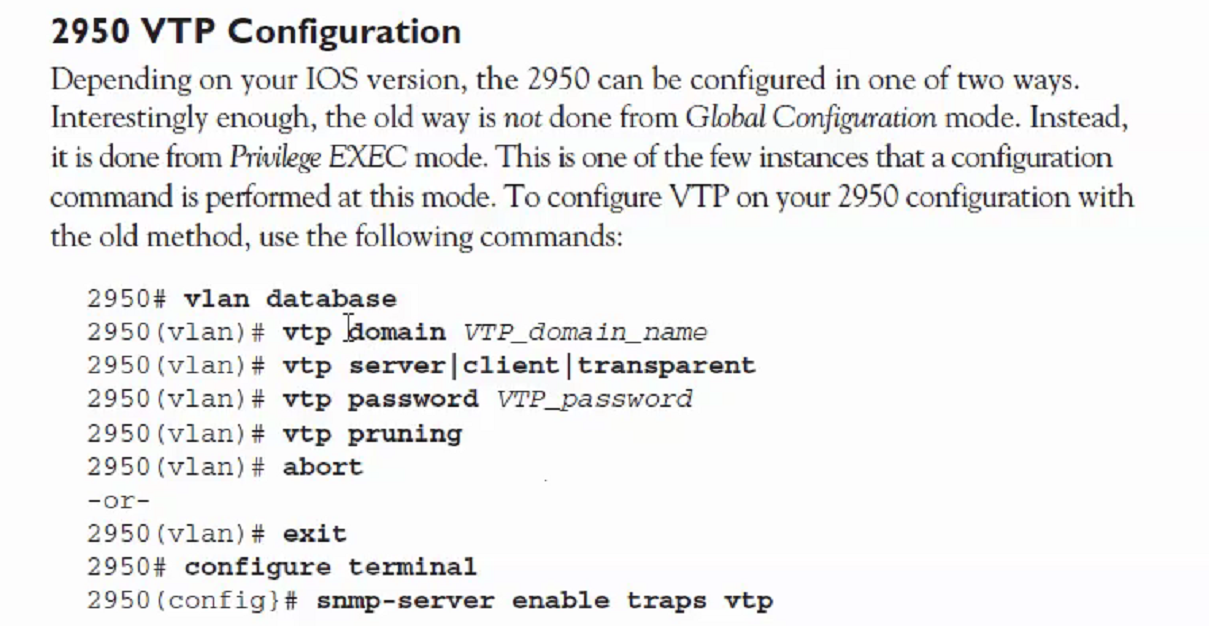 2950 VTP Configuration
Depending on your IOS version, the 2950 can be configured in one of two ways.
Interestingly enough, the old way is not done from Global Configuration mode. Instead,
it is done from Privilege EXEC mode. This is one of the few instances that a configuration
command is performed at this mode. To configure VTP on your 2950 configuration with
the old method, use the following commands:
2950# vlan database
2950(vlan)# vtp domain VTP_domain_name
2950(vlan)# vtp server|client|transparent
2950(vlan)# vtp password VTP_password
2950(vlan)# vtp pruning
2950(vlan)# abort
-or-
2950(vlan)# exit
2950# configure terminal
2950(config}# snmp-server enable traps vtp